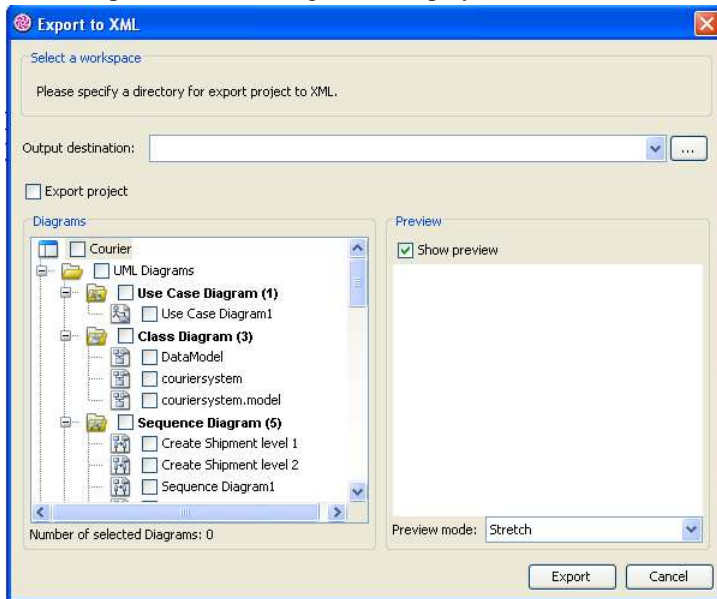 Export to XML
Select a workspace
Please specify a directory for export project to XML.
Output destination:
...
Export project
Diagrams
Courier
UML Diagrams
Use Case Diagram (1)
Use Case Diagram1
Class Diagram (3)
DataModel
couriersystem
couriersystem.model
Sequence Diagram (5)
Create Shipment level 1
Create Shipment level 2
Sequence Diagram1
Number of selected Diagrams: 0
Preview
Show preview
Preview mode: Stretch
Export Cancel